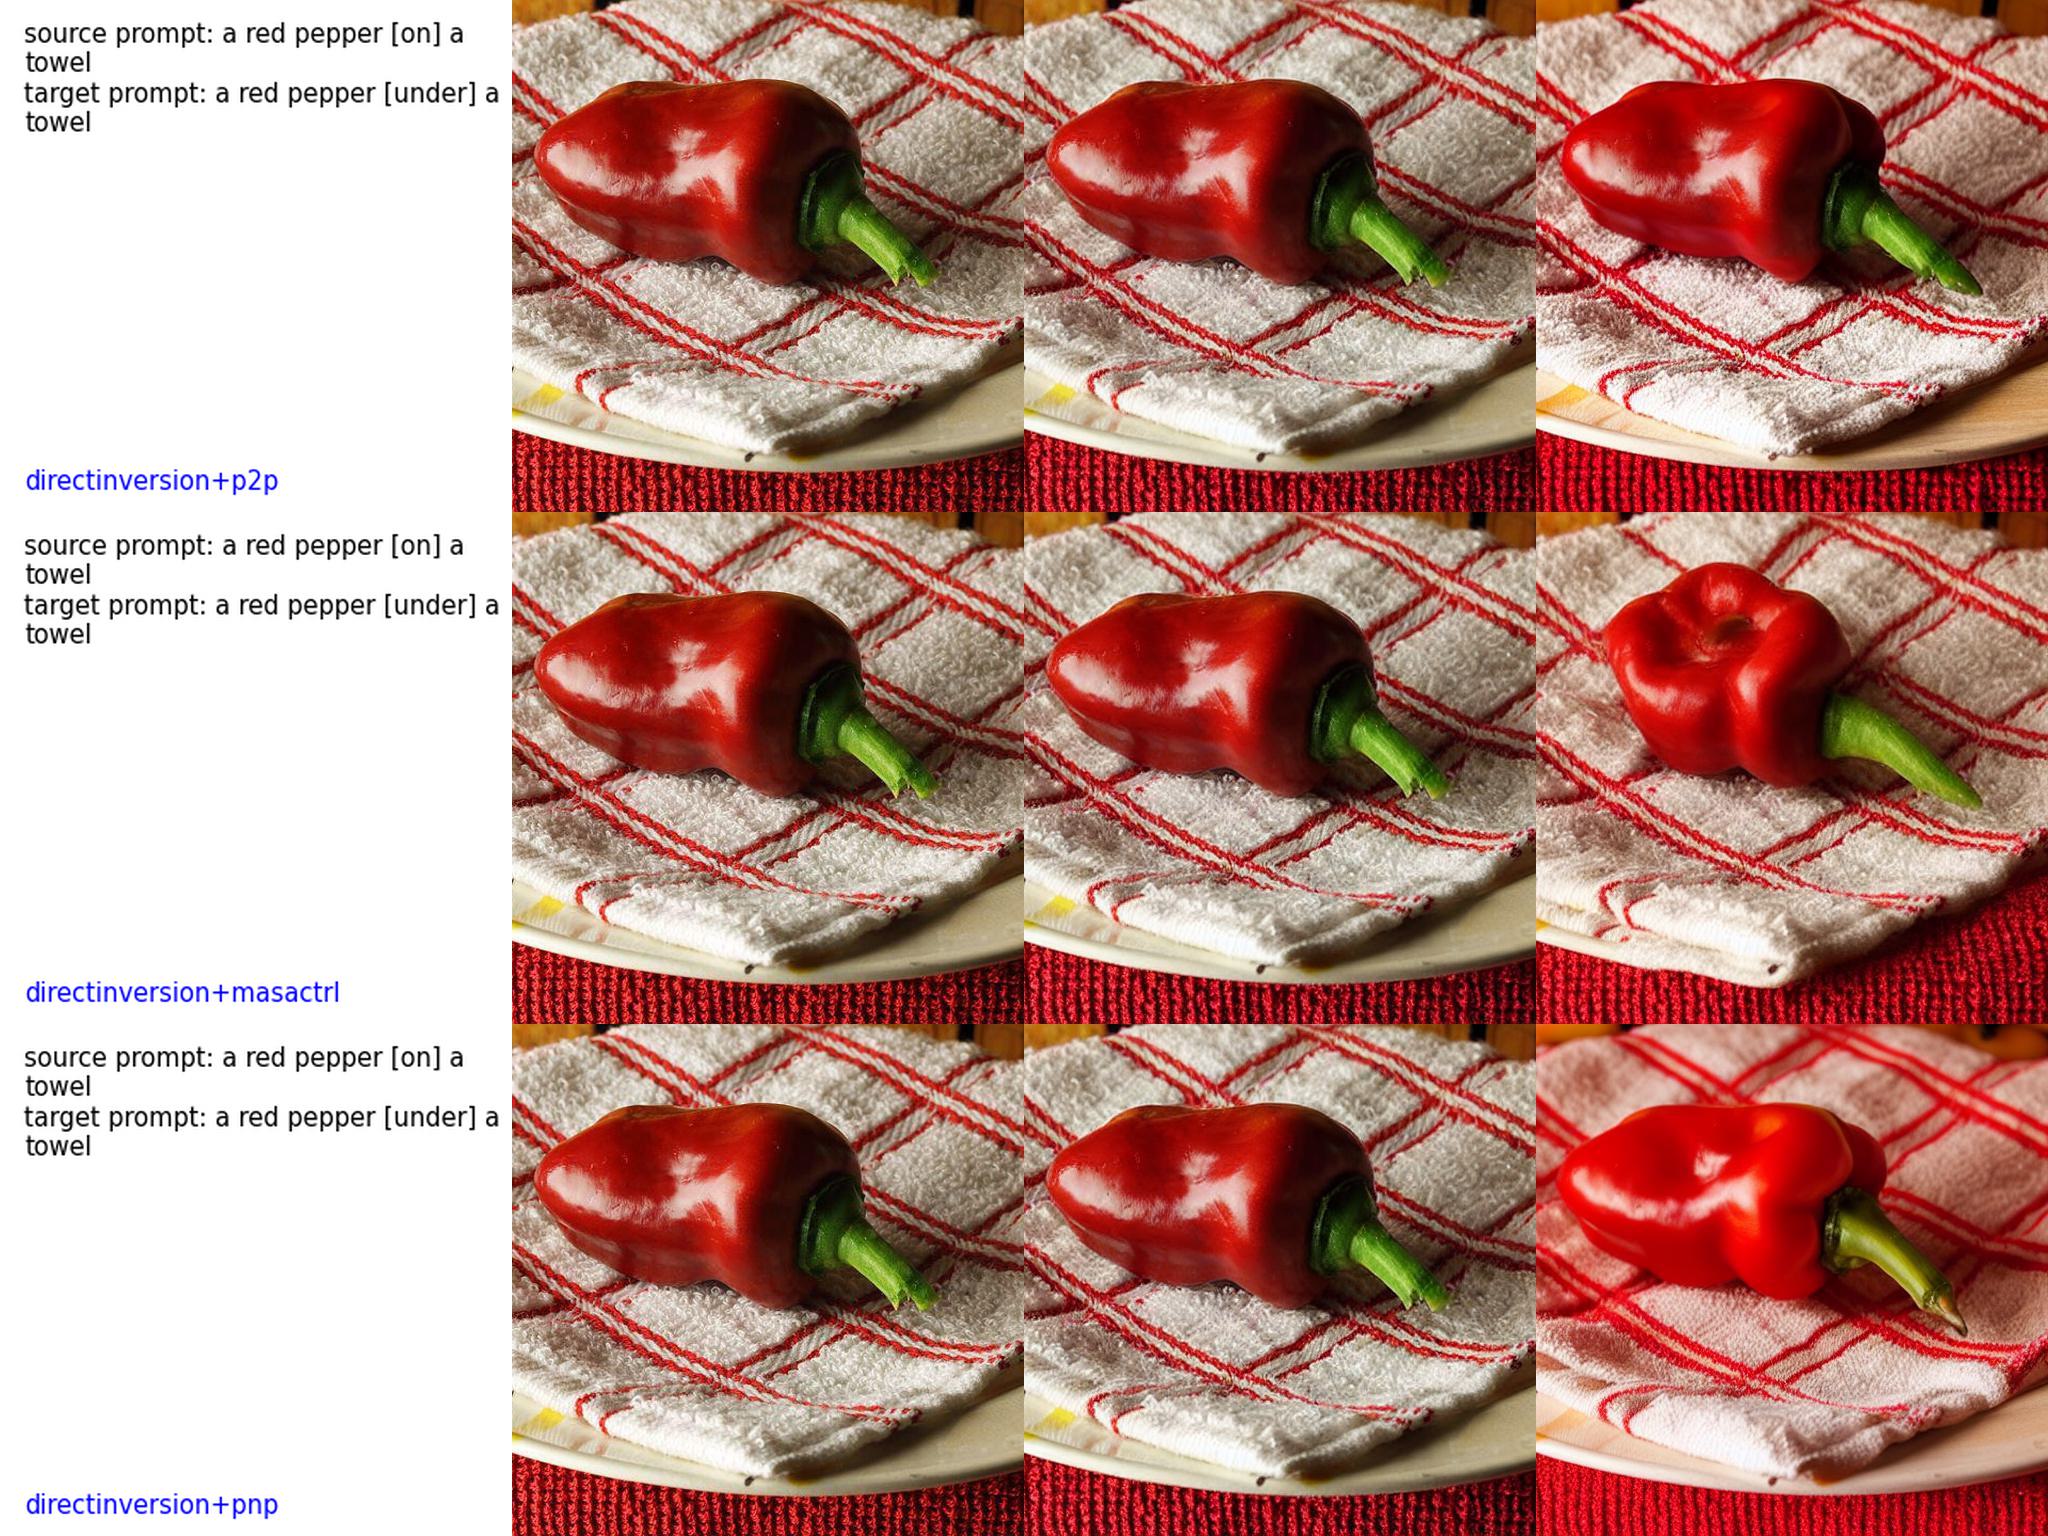 source prompt: a red pepper [on] a
towel
target prompt: a red pepper [under] a
towel
directinversion+p2p
source prompt: a red pepper [on] a
towel
target prompt: a red pepper [under] a
towel
directinversion+masactrl
source prompt: a red pepper [on] a
towel
target prompt: a red pepper [under] a
towel
directinversion+pnp